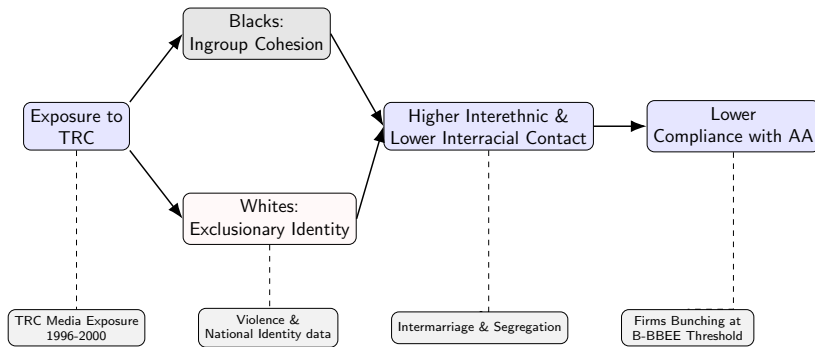 Blacks:
Ingroup Cohesion
Exposure to
TRC
Higher Interethnic &
Lower Interracial Contact
Lower
Compliance with AA
Whites:
Exclusionary Identity
TRC Media Exposure
1996-2000
Violence &
National Identity data
Intermarriage & Segregation
Firms Bunching at
B-BBEE Threshold